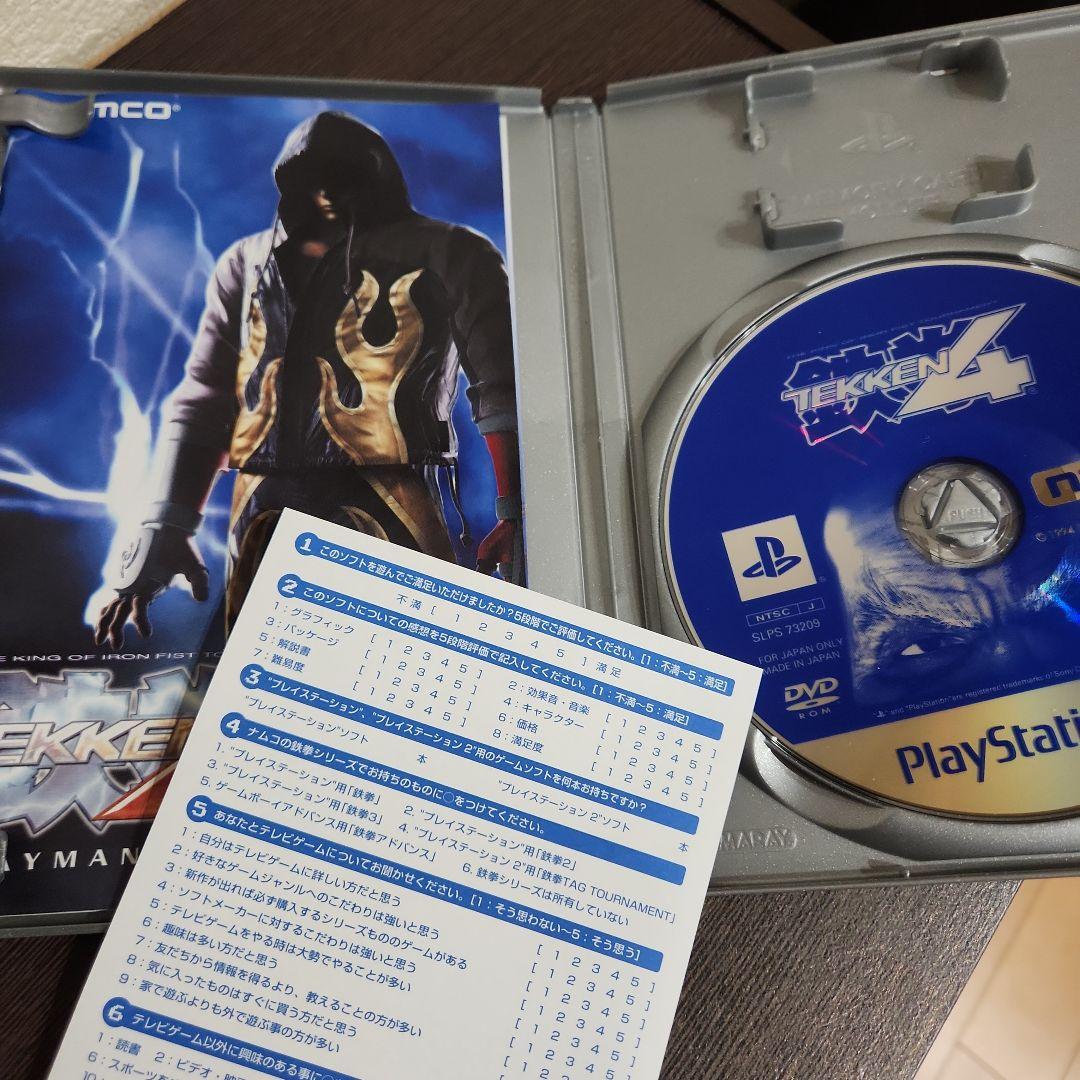 MEMORY CARD
TEKKEN 4
NTSC J
SLPS 73209
FOR JAPAN ONLY
MADE IN JAPAN
DVD
ROM
© 1994
"PlayStation" are registered trademarks of Sony
AMARAY
THE KING OF IRON FIST
TEKKEN
1 このソフトを遊んでご満足いただけましたか?5段階でご評価してください。[1:不満~5:満足]
不満 [ 1 2 3 4 5 ] 満足
2 このソフトについての感想を5段階評価で記入してください。[1:不満~5:満足]
1:グラフィック [ 1 2 3 4 5 ] 2:効果音・音楽 [ 1 2 3 4 5 ]
3:パッケージ [ 1 2 3 4 5 ] 4:キャラクター [ 1 2 3 4 5 ]
5:解説書 [ 1 2 3 4 5 ] 6:価格 [ 1 2 3 4 5 ]
7:難易度 [ 1 2 3 4 5 ] 8:満足度 [ 1 2 3 4 5 ]
3 "プレイステーション"、"プレイステーション 2"用のゲームソフトを何本お持ちですか?
"プレイステーション"ソフト 本 "プレイステーション 2"ソフト 本
4 ナムコの鉄拳シリーズでお持ちのものに○をつけてください。
1. "プレイステーション"用「鉄拳」 2. "プレイステーション"用「鉄拳2」
3. "プレイステーション"用「鉄拳3」 4. "プレイステーション 2"用「鉄拳TAG TOURNAMENT」
5. ゲームボーイアドバンス用「鉄拳アドバンス」 6. 鉄拳シリーズは所有していない
5 あなたとテレビゲームについてお聞かせください。[1:そう思わない~5:そう思う]
1:自分はテレビゲームに詳しい方だと思う [ 1 2 3 4 5 ]
2:好きなゲームジャンルへのこだわりは強いと思う [ 1 2 3 4 5 ]
3:新作が出れば必ず購入するシリーズもののゲームがある [ 1 2 3 4 5 ]
4:ソフトメーカーに対するこだわりは強いと思う [ 1 2 3 4 5 ]
5:テレビゲームをやる時は大勢でやることが多い [ 1 2 3 4 5 ]
6:趣味は多い方だと思う [ 1 2 3 4 5 ]
7:友だちから情報を得るより、教えることの方が多い
8:気に入ったものはすぐに買う方だと思う
9:家で遊ぶよりも外で遊ぶ事の方が多い
6 テレビゲーム以外に興味のある事に
1:読書 2:ビデオ・映
6:スポーツを